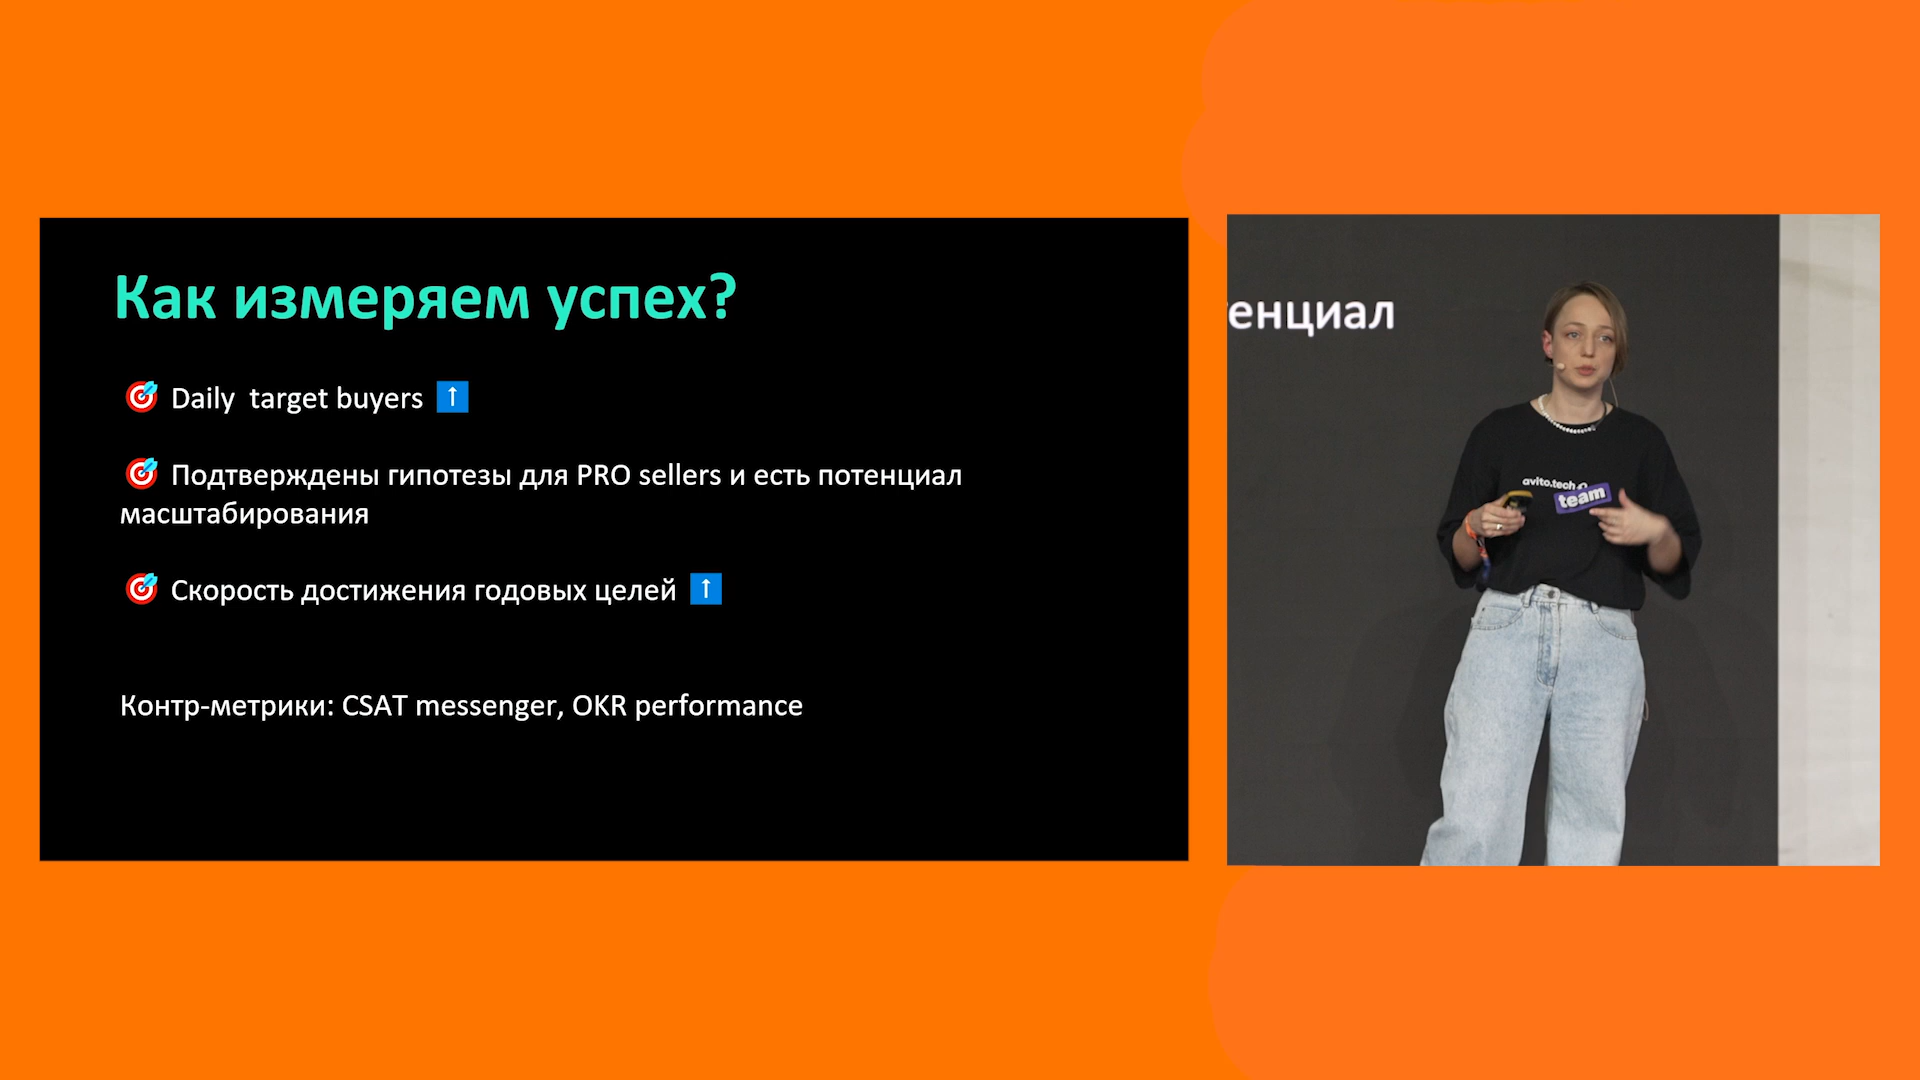 Как измеряем успех?
🎯 Daily target buyers ⬆️
🎯 Подтверждены гипотезы для PRO sellers и есть потенциал
масштабирования
🎯 Скорость достижения годовых целей ⬆️
Контр-метрики: CSAT messenger, OKR performance
енциал
avito.tech
team